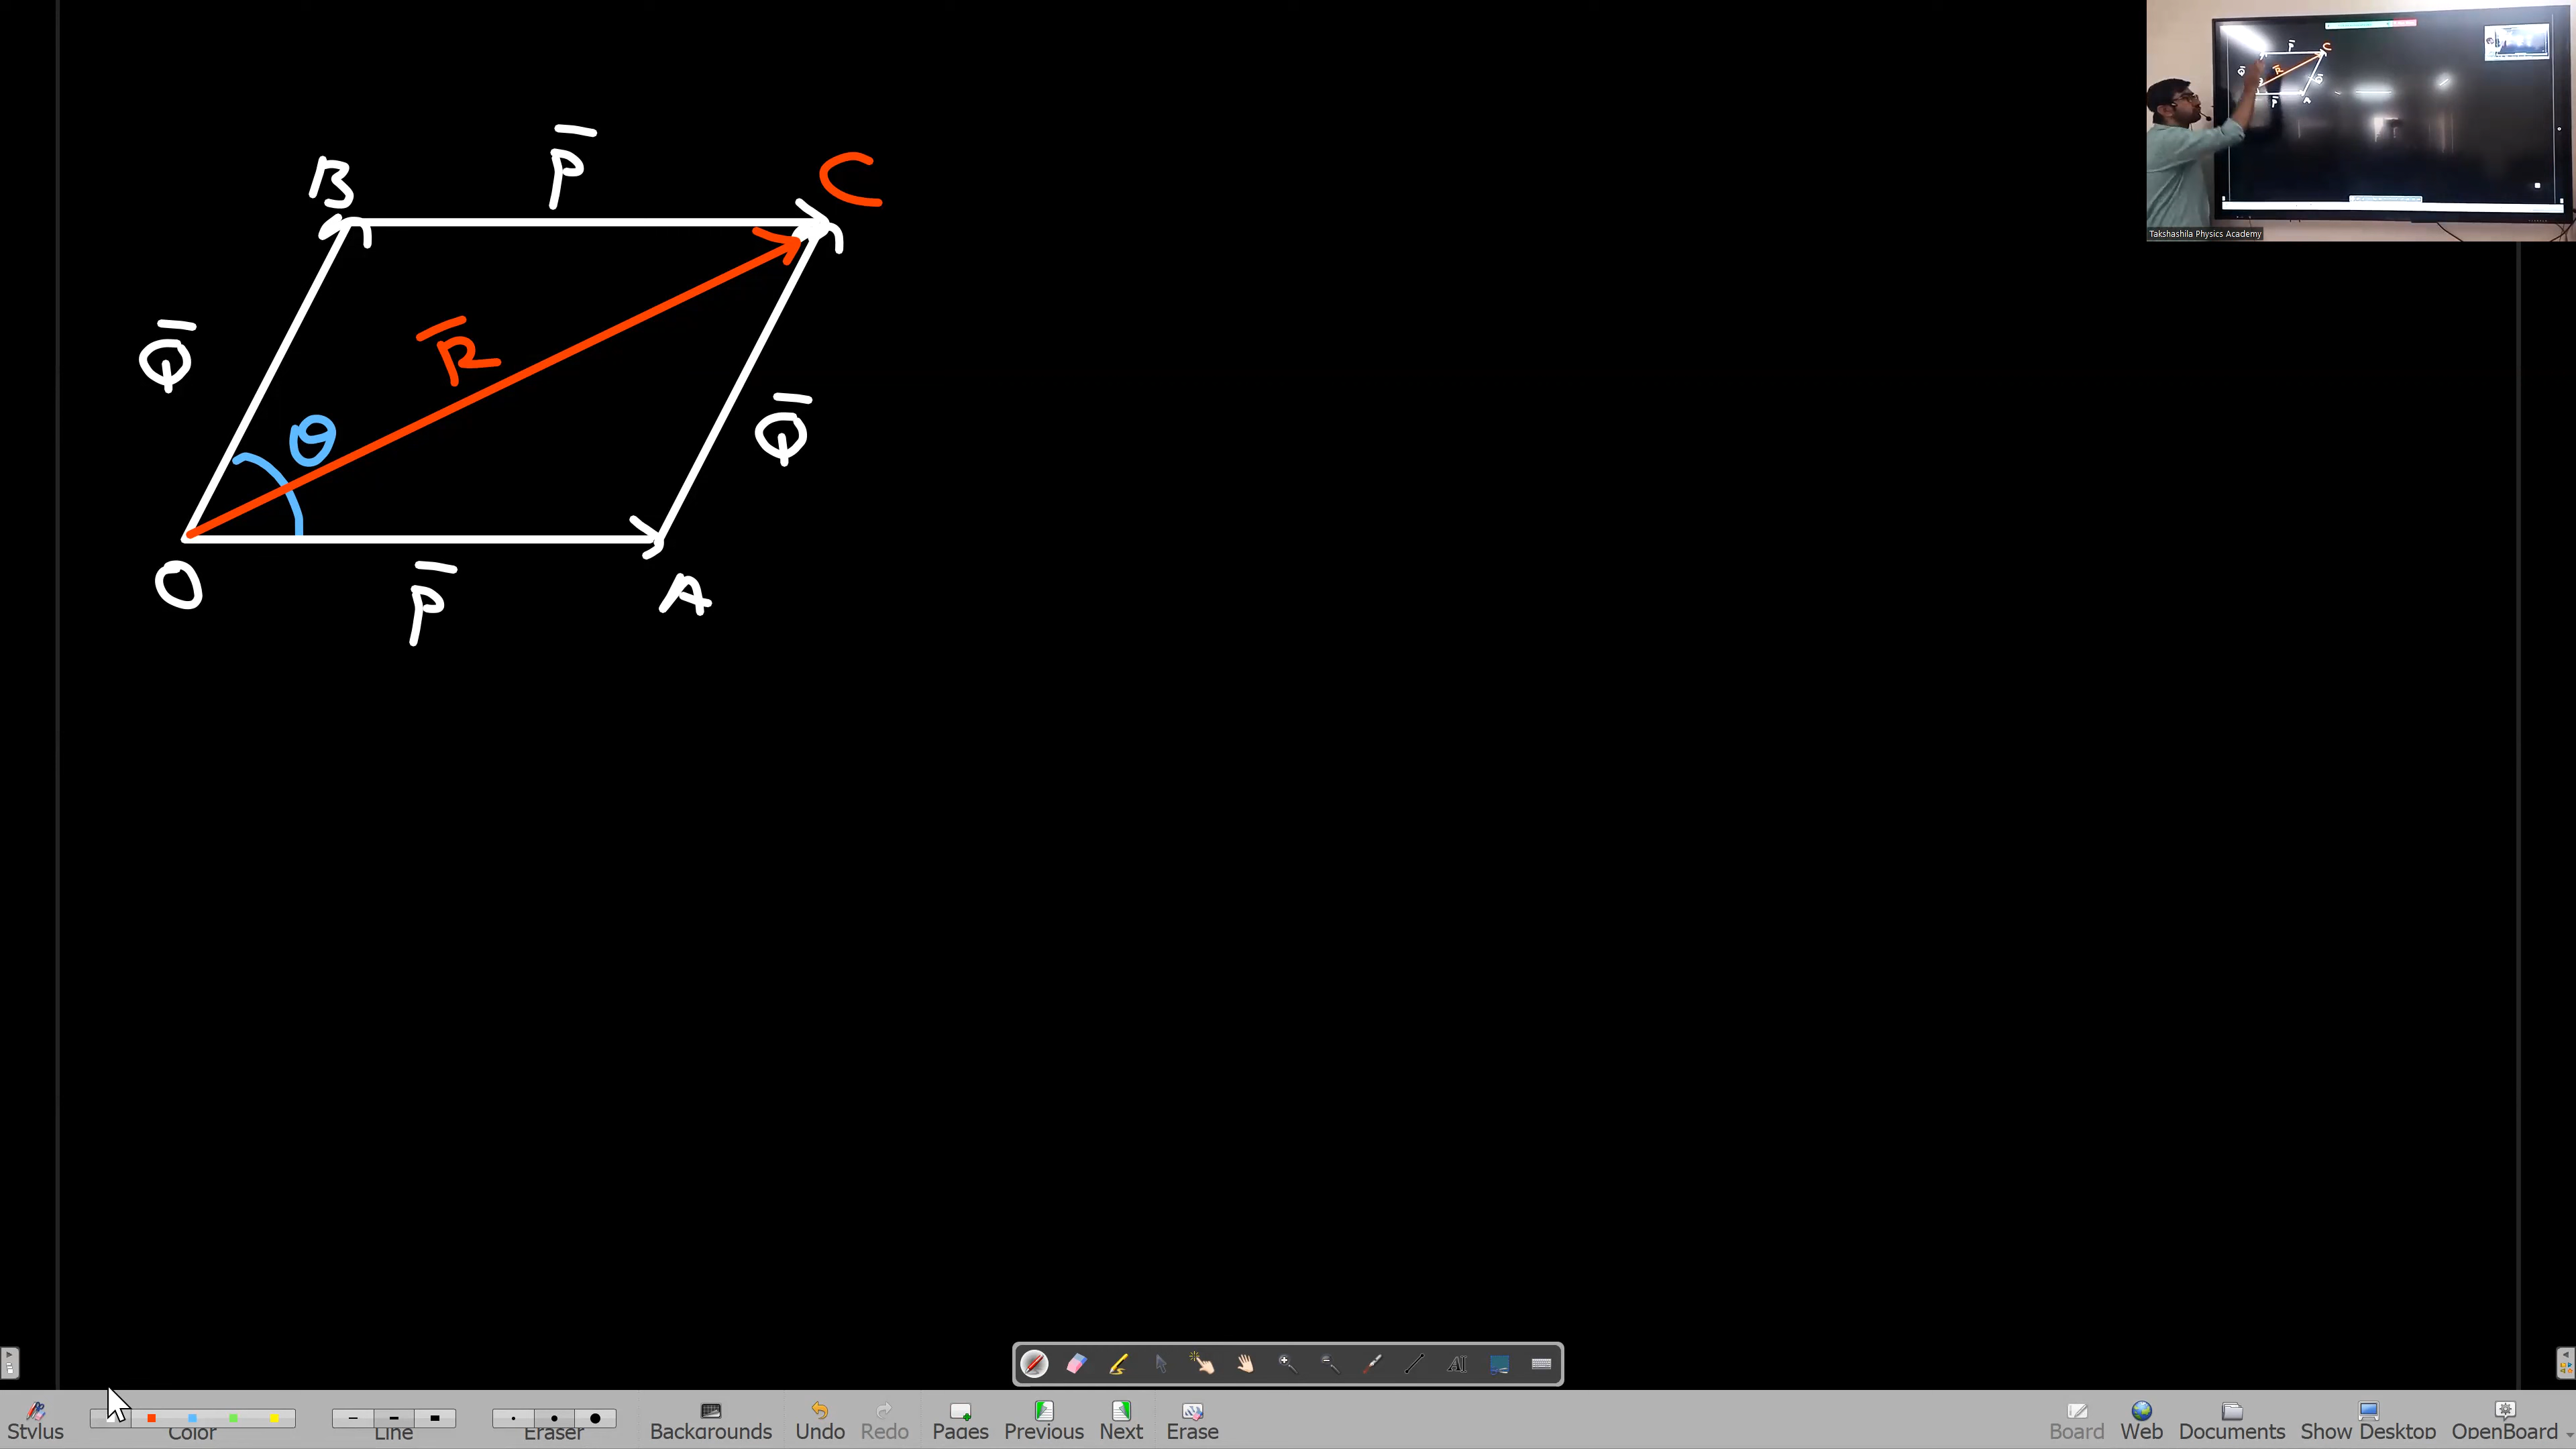 B
P̅
C
Q̅
R̅
θ
Q̅
O
P̅
A
Takshashila Physics Academy
Stylus
Color
Line
Eraser
Backgrounds
Undo
Redo
Pages
Previous
Next
Erase
Board
Web
Documents
Show Desktop
OpenBoard